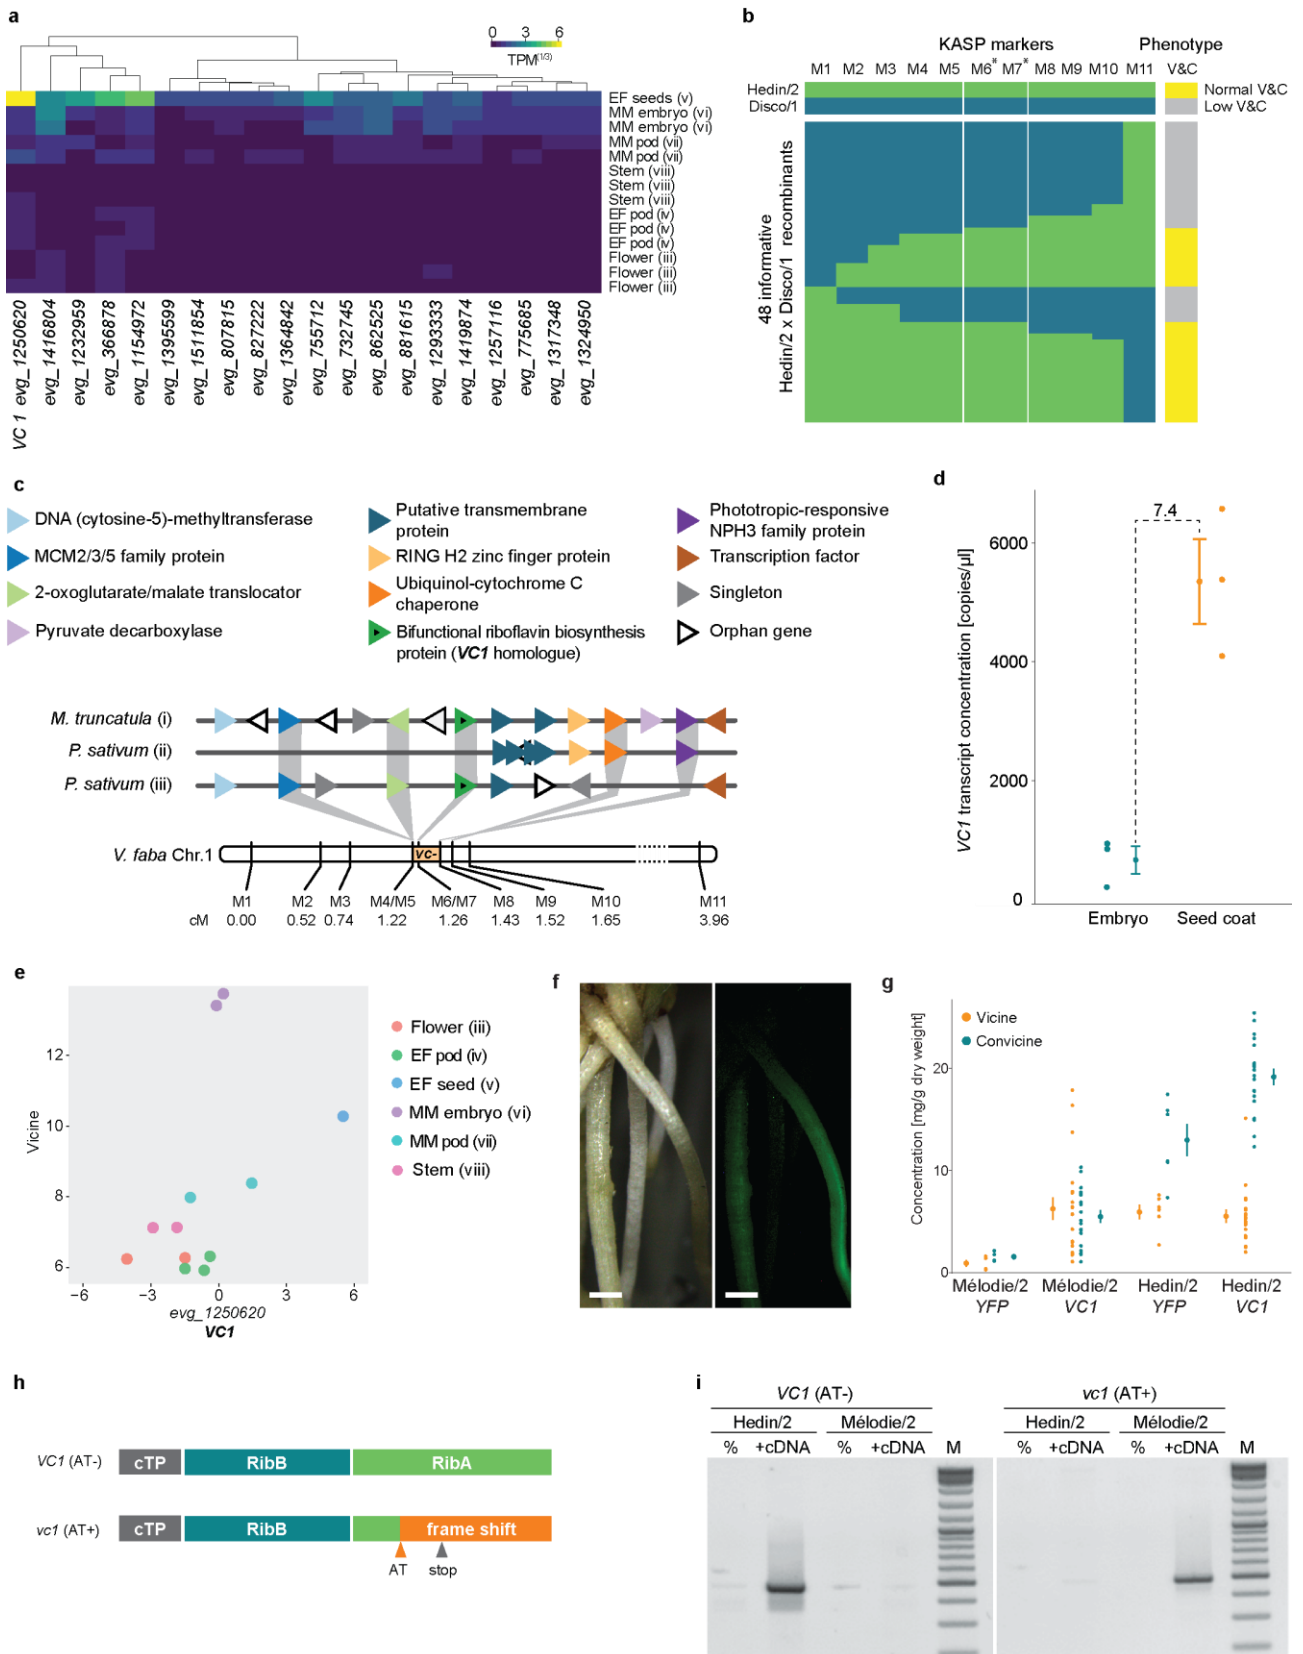 a
0 3 6
TPM(1/3)
EF seeds (v)
MM embryo (vi)
MM embryo (vi)
MM pod (vii)
MM pod (vii)
Stem (viii)
Stem (viii)
Stem (viii)
EF pod (iv)
EF pod (iv)
EF pod (iv)
Flower (iii)
Flower (iii)
Flower (iii)
VC 1 evg_1250620
evg_1416804
evg_1232959
evg_366878
evg_1154972
evg_1395599
evg_1511854
evg_807815
evg_827222
evg_1364842
evg_755712
evg_732745
evg_862525
evg_881615
evg_1293333
evg_1419874
evg_1257116
evg_775685
evg_1317348
evg_1324950
b
KASP markers
Phenotype
M1 M2 M3 M4 M5 M6* M7* M8 M9 M10 M11 V&C
Hedin/2
Normal V&C
Disco/1
Low V&C
48 informative
Hedin/2 x Disco/1 recombinants
c
DNA (cytosine-5)-methyltransferase
MCM2/3/5 family protein
2-oxoglutarate/malate translocator
Pyruvate decarboxylase
Putative transmembrane
protein
RING H2 zinc finger protein
Ubiquinol-cytochrome C
chaperone
Bifunctional riboflavin biosynthesis
protein (VC1 homologue)
Phototropic-responsive
NPH3 family protein
Transcription factor
Singleton
Orphan gene
M. truncatula (i)
P. sativum (ii)
P. sativum (iii)
V. faba Chr.1
vc-
M1 M2 M3 M4/M5 M6/M7 M8 M9 M10 M11
cM 0.00 0.52 0.74 1.22 1.26 1.43 1.52 1.65 3.96
d
VC1 transcript concentration [copies/µl]
6000
4000
2000
0
7.4
Embryo
Seed coat
e
Vicine
12
10
8
6
−6 −3 0 3 6
evg_1250620
VC1
Flower (iii)
EF pod (iv)
EF seed (v)
MM embryo (vi)
MM pod (vii)
Stem (viii)
f
g
Vicine
Convicine
Concentration [mg/g dry weight]
20
10
0
Mélodie/2 Mélodie/2 Hedin/2 Hedin/2
YFP VC1 YFP VC1
h
VC1 (AT-)
cTP RibB RibA
vc1 (AT+)
cTP RibB frame shift
AT stop
i
VC1 (AT-) vc1 (AT+)
Hedin/2 Mélodie/2 Hedin/2 Mélodie/2
% +cDNA % +cDNA M % +cDNA % +cDNA M